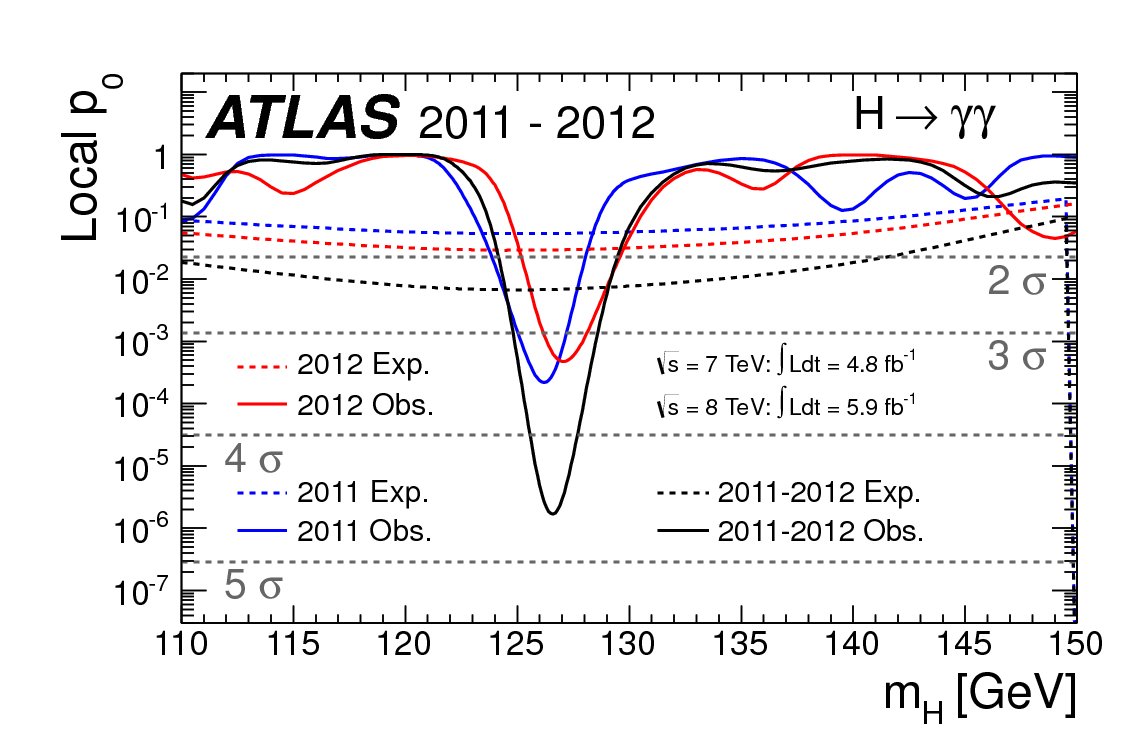 ATLAS 2011 - 2012
H → γγ
Local p0
1
10-1
10-2
10-3
10-4
10-5
10-6
10-7
2 σ
3 σ
4 σ
5 σ
2012 Exp.
2012 Obs.
√s = 7 TeV: ∫Ldt = 4.8 fb-1
√s = 8 TeV: ∫Ldt = 5.9 fb-1
2011 Exp.
2011 Obs.
2011-2012 Exp.
2011-2012 Obs.
110 115 120 125 130 135 140 145 150
mH [GeV]